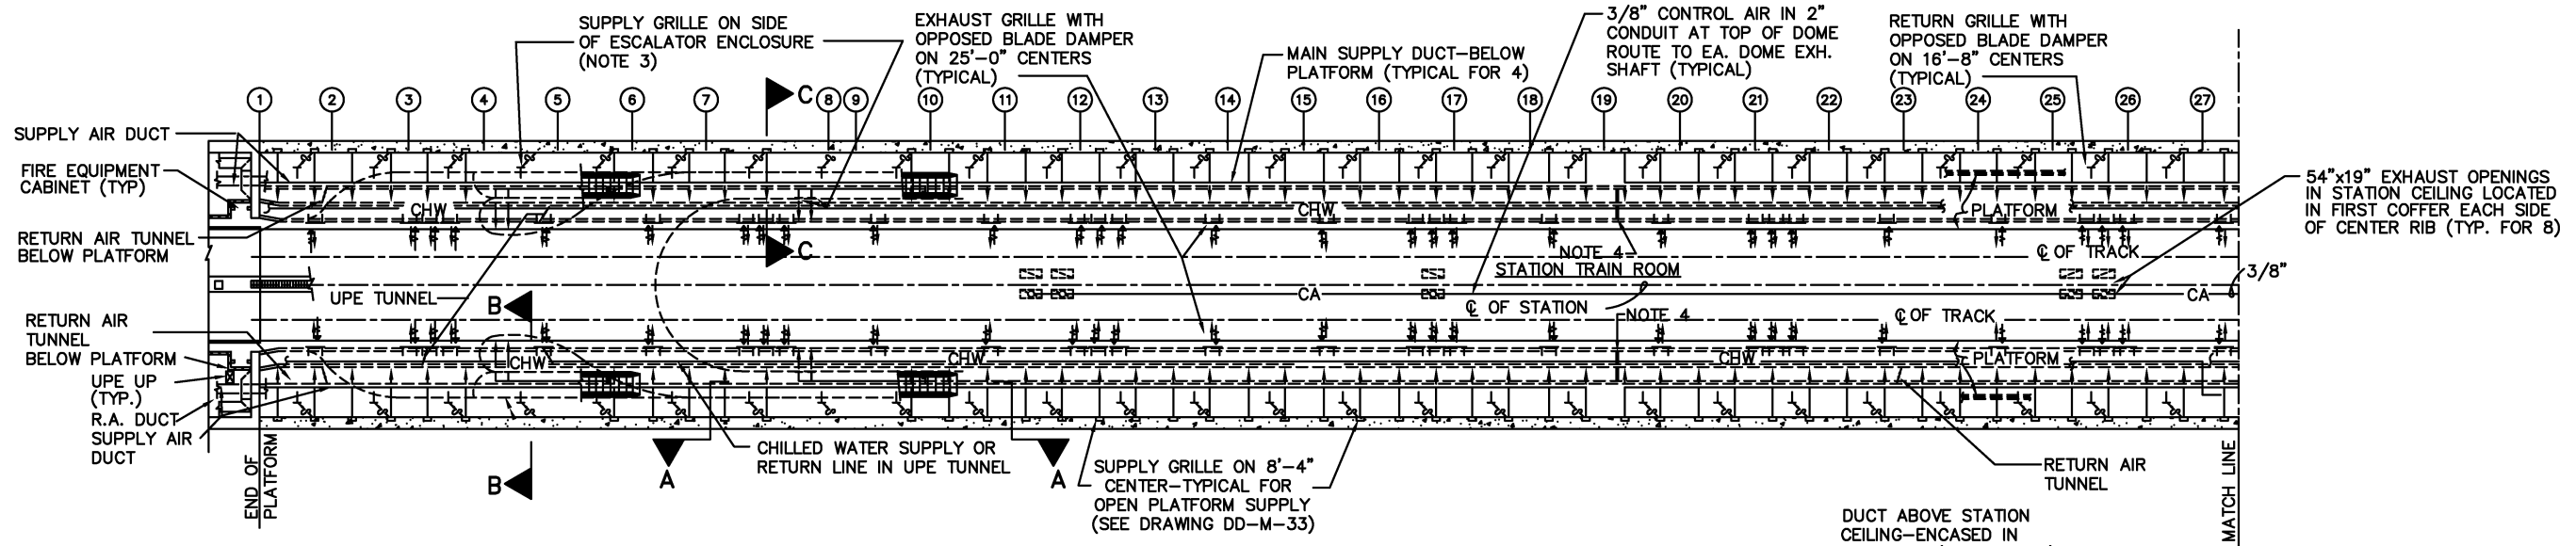 SUPPLY GRILLE ON SIDE
OF ESCALATOR ENCLOSURE
(NOTE 3)
EXHAUST GRILLE WITH
OPPOSED BLADE DAMPER
ON 25'-0" CENTERS
(TYPICAL)
MAIN SUPPLY DUCT-BELOW
PLATFORM (TYPICAL FOR 4)
3/8" CONTROL AIR IN 2"
CONDUIT AT TOP OF DOME
ROUTE TO EA. DOME EXH.
SHAFT (TYPICAL)
RETURN GRILLE WITH
OPPOSED BLADE DAMPER
ON 16'-8" CENTERS
(TYPICAL)
1 2 3 4 5 6 7 C 8 9 10 11 12 13 14 15 16 17 18 19 20 21 22 23 24 25 26 27
SUPPLY AIR DUCT
FIRE EQUIPMENT
CABINET (TYP)
RETURN AIR TUNNEL
BELOW PLATFORM
54"x19" EXHAUST OPENINGS
IN STATION CEILING LOCATED
IN FIRST COFFER EACH SIDE
OF CENTER RIB (TYP. FOR 8)
CHW CHW PLATFORM
C
NOTE 4
STATION TRAIN ROOM
℄ OF TRACK
3/8"
UPE TUNNEL
CA CA
B
℄ OF STATION
NOTE 4
℄ OF TRACK
RETURN AIR
TUNNEL
BELOW PLATFORM
CHW CHW CHW PLATFORM
UPE UP
(TYP.)
R.A. DUCT
SUPPLY AIR
DUCT
END OF
PLATFORM
B
A
CHILLED WATER SUPPLY OR
RETURN LINE IN UPE TUNNEL
A
SUPPLY GRILLE ON 8'-4"
CENTER-TYPICAL FOR
OPEN PLATFORM SUPPLY
(SEE DRAWING DD-M-33)
RETURN AIR
TUNNEL
MATCH LINE
DUCT ABOVE STATION
CEILING-ENCASED IN